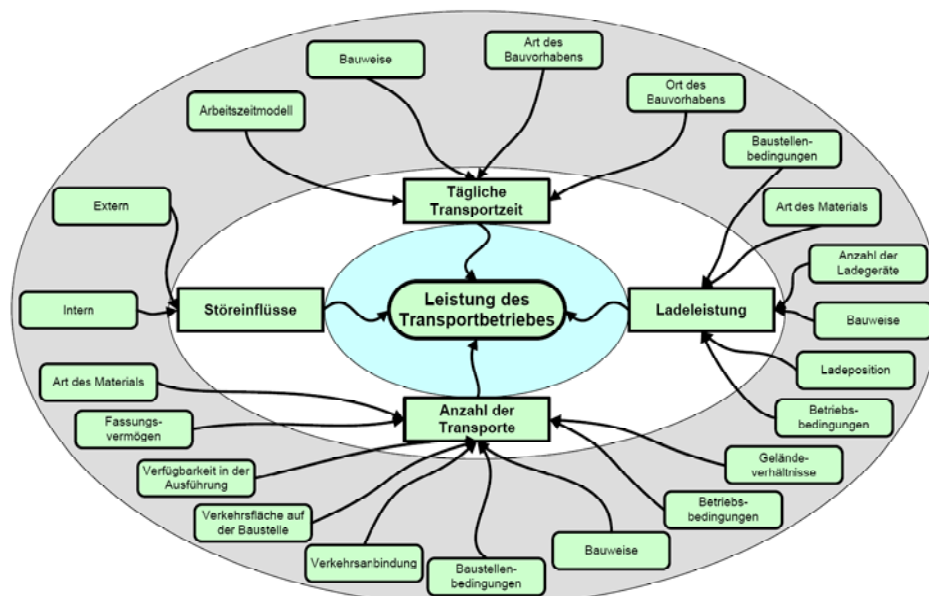 Art des
Bauvorhabens
Bauweise
Ort des
Bauvorhabens
Arbeitszeitmodell
Baustellen-
bedingungen
Tägliche
Transportzeit
Extern
Art des Materials
Anzahl der
Ladegeräte
Intern
Störeinflüsse
Leistung des
Transportbetriebes
Ladeleistung
Bauweise
Art des Materials
Ladeposition
Fassungs-
vermögen
Anzahl der
Transporte
Betriebs-
bedingungen
Verfügbarkeit in der
Ausführung
Gelände-
verhältnisse
Verkehrsfläche auf
der Baustelle
Betriebs-
bedingungen
Verkehrsanbindung
Baustellen-
bedingungen
Bauweise